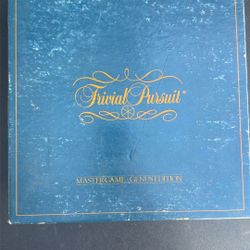 Trivial Pursuit®
MASTER GAME - GENUS EDITION